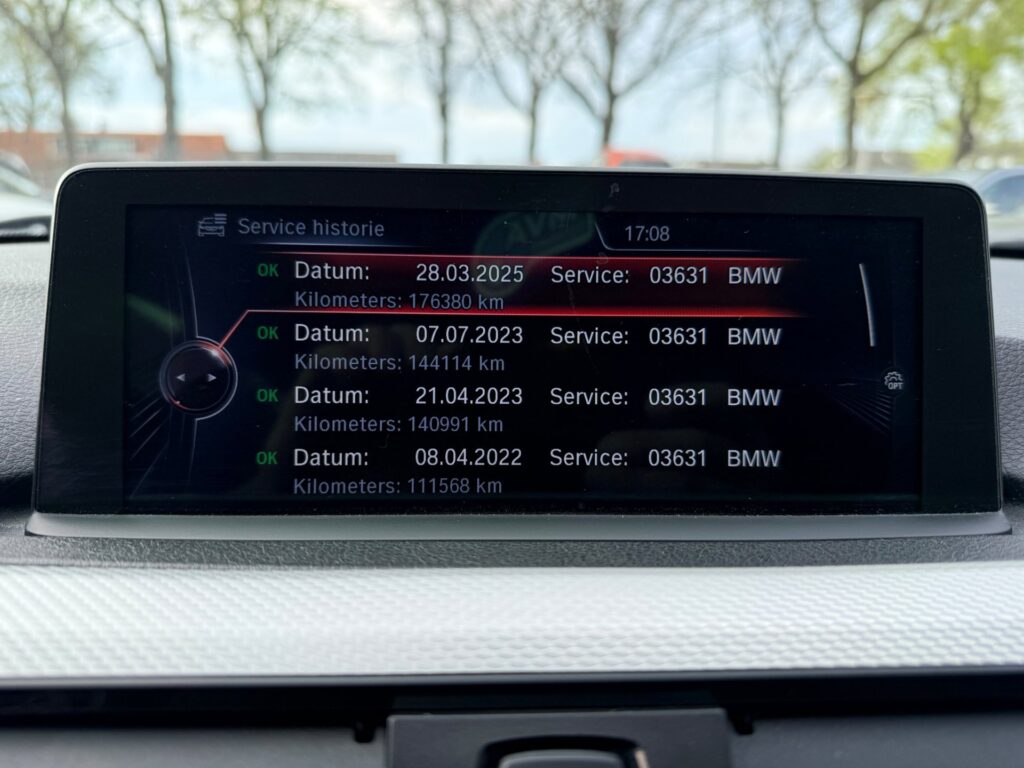 Service historie
17:08
OK Datum: 28.03.2025 Service: 03631 BMW
Kilometers: 176380 km
OK Datum: 07.07.2023 Service: 03631 BMW
Kilometers: 144114 km
OK Datum: 21.04.2023 Service: 03631 BMW
Kilometers: 140991 km
OK Datum: 08.04.2022 Service: 03631 BMW
Kilometers: 111568 km
OPT